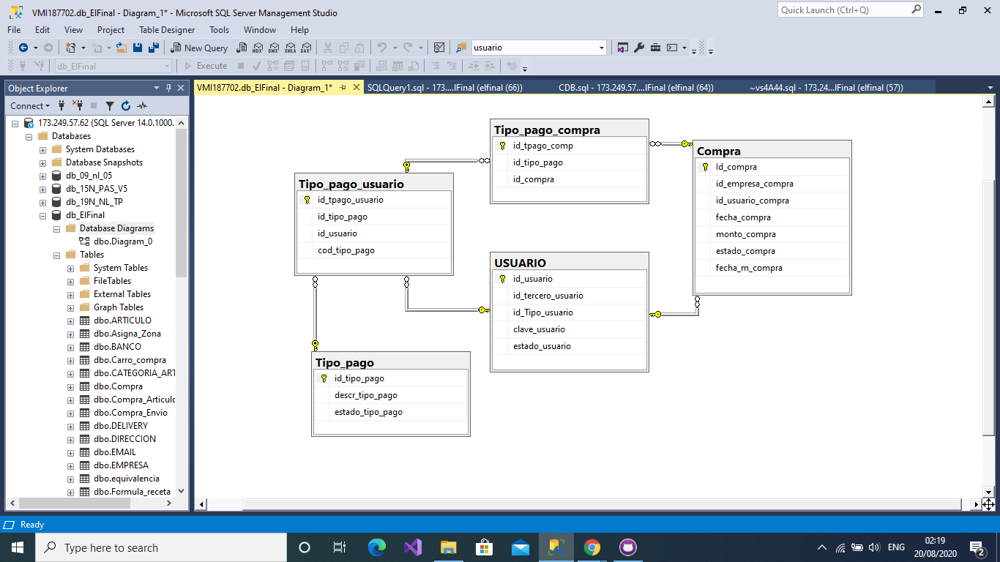 VMI187702.db_ElFinal - Diagram_1* - Microsoft SQL Server Management Studio
Quick Launch (Ctrl+Q)
File Edit View Project Table Designer Tools Window Help
New Query
MDX DMX XMLA DAX
usuario
db_ElFinal
Execute
Object Explorer
VMI187702.db_ElFinal - Diagram_1*
SQLQuery1.sql - 173....lFinal (elfinal (66))
CDB.sql - 173.249.57....lFinal (elfinal (64))
~vs4A44.sql - 173.24...lFinal (elfinal (57))
Connect
173.249.57.62 (SQL Server 14.0.1000.
Databases
System Databases
Database Snapshots
db_09_nl_05
db_15N_PAS_V5
db_19N_NL_TP
db_ElFinal
Database Diagrams
dbo.Diagram_0
Tables
System Tables
FileTables
External Tables
Graph Tables
dbo.ARTICULO
dbo.Asigna_Zona
dbo.BANCO
dbo.Carro_compra
dbo.CATEGORIA_ART
dbo.Compra
dbo.Compra_Articulo
dbo.Compra_Envio
dbo.DELIVERY
dbo.DIRECCION
dbo.EMAIL
dbo.EMPRESA
dbo.equivalencia
dbo.Formula_receta
Tipo_pago_compra
id_tpago_comp
id_tipo_pago
id_compra
Compra
Id_compra
id_empresa_compra
id_usuario_compra
fecha_compra
monto_compra
estado_compra
fecha_m_compra
Tipo_pago_usuario
id_tpago_usuario
id_tipo_pago
id_usuario
cod_tipo_pago
USUARIO
id_usuario
id_tercero_usuario
id_Tipo_usuario
clave_usuario
estado_usuario
Tipo_pago
id_tipo_pago
descr_tipo_pago
estado_tipo_pago
Ready
Type here to search
ENG
02:19
20/08/2020
2